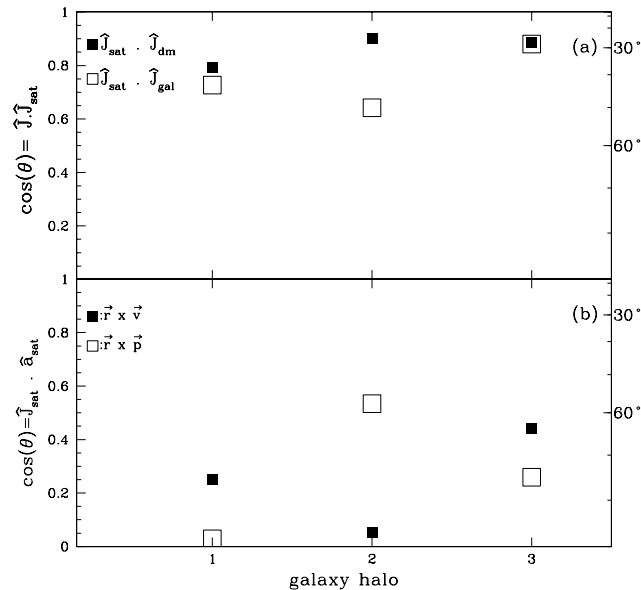 1
0.8
0.6
0.4
0.2
cos(θ)= Ĵ.Ĵsat
■ Ĵsat . Ĵdm
□ Ĵsat . Ĵgal
(a)
30°
60°
1
0.8
0.6
0.4
0.2
0
cos(θ)=Ĵsat . âsat
■:r⃗ x v⃗
□:r⃗ x p⃗
(b)
30°
60°
1 2 3
galaxy halo